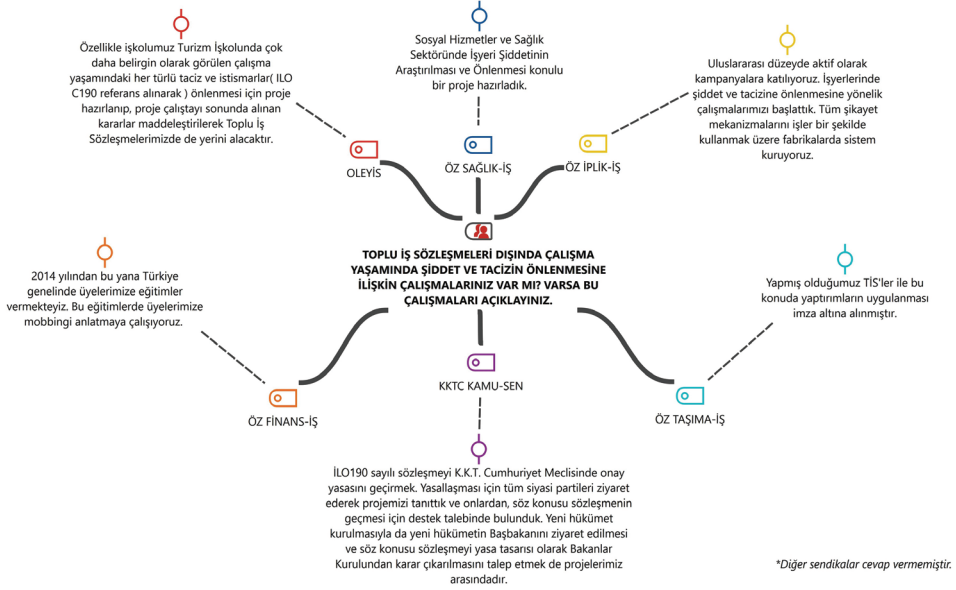 Özellikle işkolumuz Turizm İşkolunda çok
daha belirgin olarak görülen çalışma
yaşamındaki her türlü taciz ve istismarlar( ILO
C190 referans alınarak ) önlenmesi için proje
hazırlanıp, proje çalıştayı sonunda alınan
kararlar maddeleştirilerek Toplu İş
Sözleşmelerimizde de yerini alacaktır.
OLEYİS
Sosyal Hizmetler ve Sağlık
Sektöründe İşyeri Şiddetinin
Araştırılması ve Önlenmesi konulu
bir proje hazırladık.
ÖZ SAĞLIK-İŞ
Uluslararası düzeyde aktif olarak
kampanyalara katılıyoruz. İşyerlerinde
şiddet ve tacizine önlenmesine yönelik
çalışmalarımızı başlattık. Tüm şikayet
mekanizmalarını işler bir şekilde
kullanmak üzere fabrikalarda sistem
kuruyoruz.
ÖZ İPLİK-İŞ
TOPLU İŞ SÖZLEŞMELERİ DIŞINDA ÇALIŞMA
YAŞAMINDA ŞİDDET VE TACİZİN ÖNLENMESİNE
İLİŞKİN ÇALIŞMALARINIZ VAR MI? VARSA BU
ÇALIŞMALARI AÇIKLAYINIZ.
2014 yılından bu yana Türkiye
genelinde üyelerimize eğitimler
vermekteyiz. Bu eğitimlerde üyelerimize
mobbingi anlatmaya çalışıyoruz.
ÖZ FİNANS-İŞ
KKTC KAMU-SEN
Yapmış olduğumuz TİS'ler ile bu
konuda yaptırımların uygulanması
imza altına alınmıştır.
ÖZ TAŞIMA-İŞ
İLO190 sayılı sözleşmeyi K.K.T. Cumhuriyet Meclisinde onay
yasasını geçirmek. Yasallaşması için tüm siyasi partileri ziyaret
ederek projemizi tanıttık ve onlardan, söz konusu sözleşmenin
geçmesi için destek talebinde bulunduk. Yeni hükümet
kurulmasıyla da yeni hükümetin Başbakanını ziyaret edilmesi
ve söz konusu sözleşmeyi yasa tasarısı olarak Bakanlar
Kurulundan karar çıkarılmasını talep etmek de projelerimiz
arasındadır.
*Diğer sendikalar cevap vermemiştir.